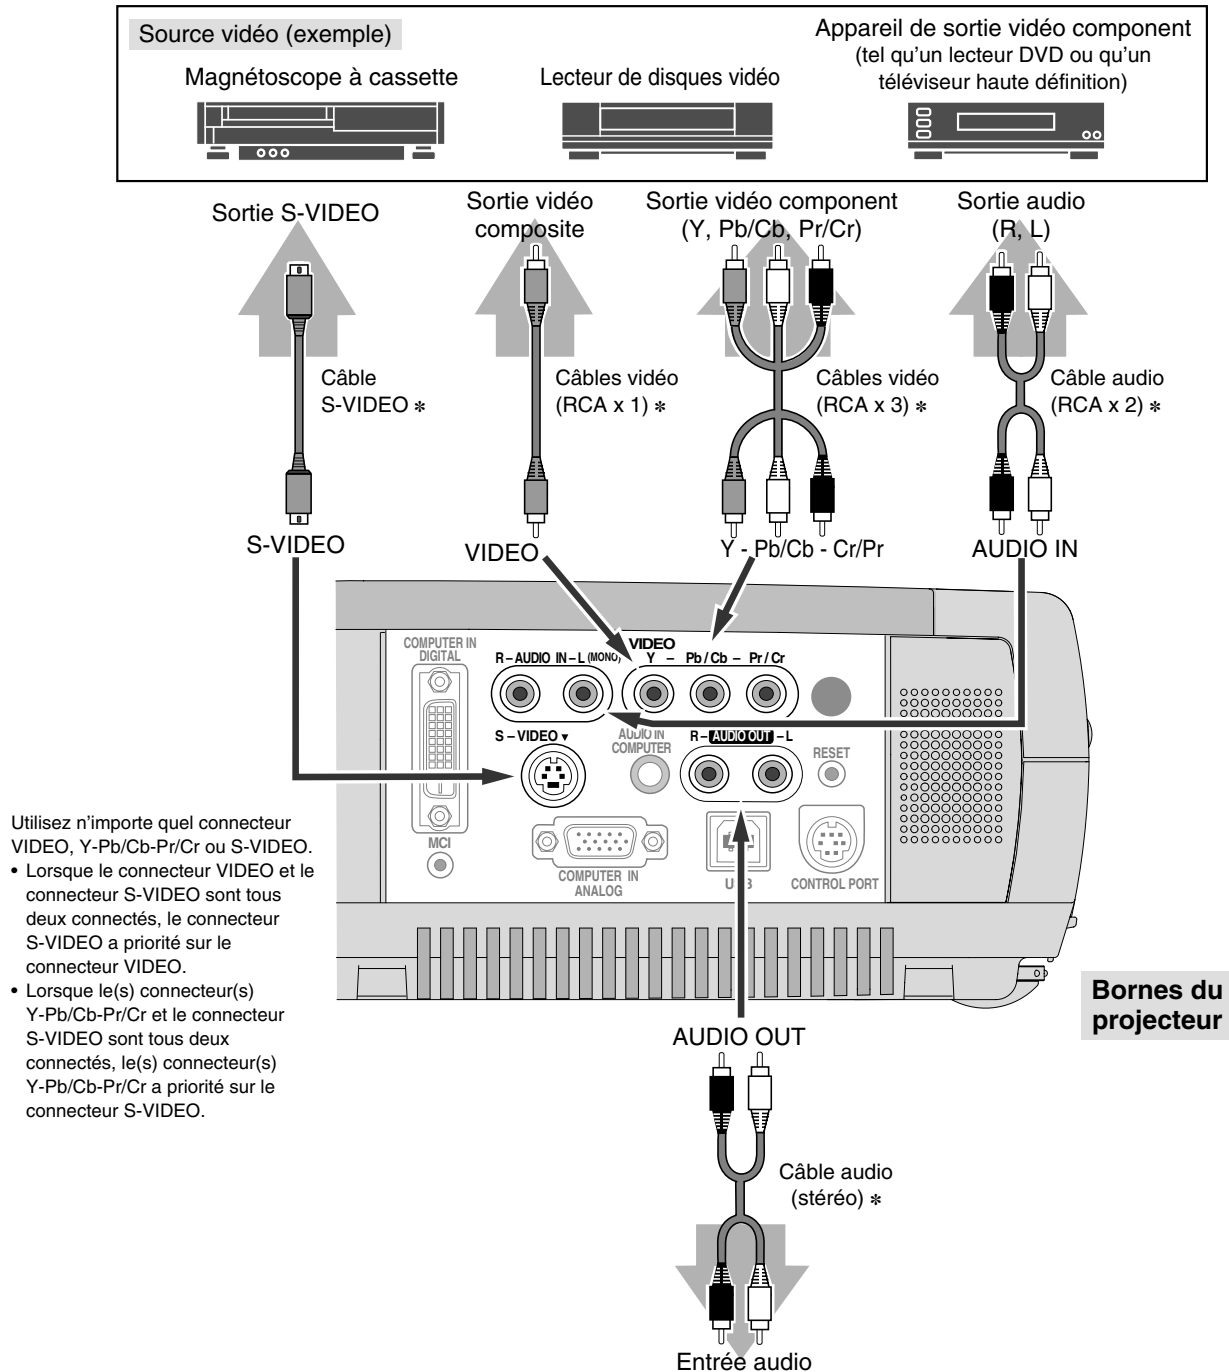 Source vidéo (exemple)
Appareil de sortie vidéo component
(tel qu'un lecteur DVD ou qu'un
téléviseur haute définition)
Magnétoscope à cassette
Lecteur de disques vidéo
Sortie S-VIDEO
Sortie vidéo
composite
Sortie vidéo component
(Y, Pb/Cb, Pr/Cr)
Sortie audio
(R, L)
Câble
S-VIDEO ✽
Câbles vidéo
(RCA x 1) ✽
Câbles vidéo
(RCA x 3) ✽
Câble audio
(RCA x 2) ✽
S-VIDEO
VIDEO
Y - Pb/Cb - Cr/Pr
AUDIO IN
COMPUTER IN
DIGITAL
R – AUDIO IN – L (MONO)
VIDEO
Y – Pb / Cb – Pr / Cr
S – VIDEO ▼
AUDIO IN
COMPUTER
R – AUDIO OUT – L
RESET
MCI
COMPUTER IN
ANALOG
USB
CONTROL PORT
Utilisez n'importe quel connecteur
VIDEO, Y-Pb/Cb-Pr/Cr ou S-VIDEO.
• Lorsque le connecteur VIDEO et le
connecteur S-VIDEO sont tous
deux connectés, le connecteur
S-VIDEO a priorité sur le
connecteur VIDEO.
• Lorsque le(s) connecteur(s)
Y-Pb/Cb-Pr/Cr et le connecteur
S-VIDEO sont tous deux
connectés, le(s) connecteur(s)
Y-Pb/Cb-Pr/Cr a priorité sur le
connecteur S-VIDEO.
Bornes du
projecteur
AUDIO OUT
Câble audio
(stéréo) ✽
Entrée audio